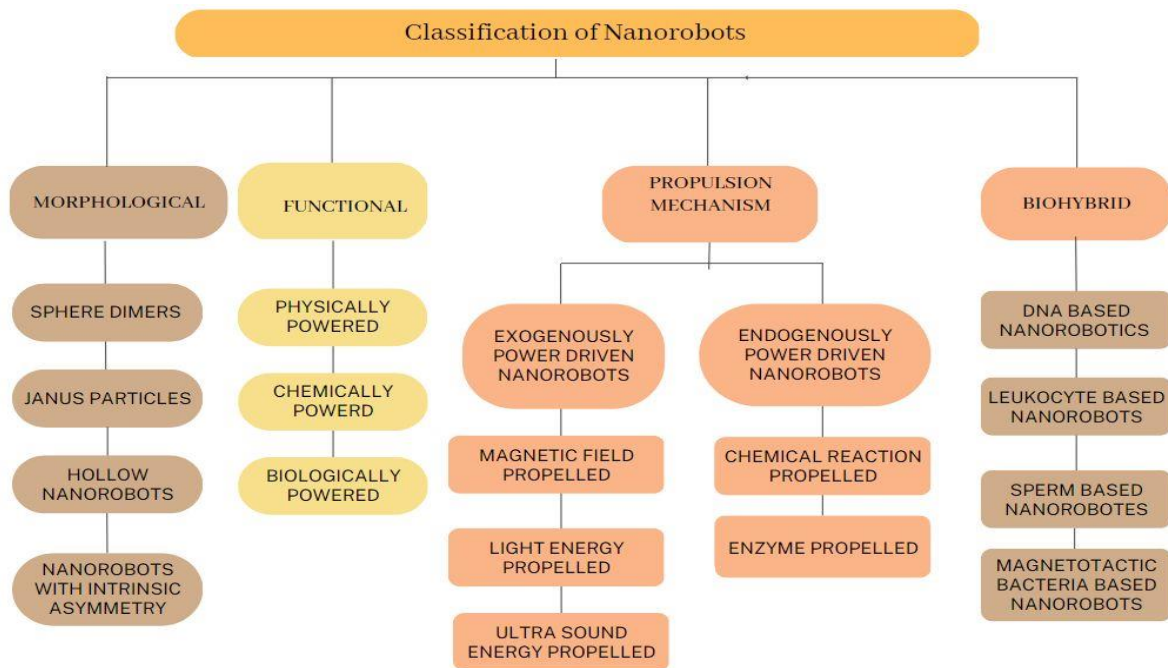 Classification of Nanorobots
MORPHOLOGICAL
FUNCTIONAL
PROPULSION
MECHANISM
BIOHYBRID
SPHERE DIMERS
JANUS PARTICLES
HOLLOW
NANOROBOTS
NANOROBOTS
WITH INTRINSIC
ASYMMETRY
PHYSICALLY
POWERED
CHEMICALLY
POWERD
BIOLOGICALLY
POWERED
EXOGENOUSLY
POWER DRIVEN
NANOROBOTS
MAGNETIC FIELD
PROPELLED
LIGHT ENERGY
PROPELLED
ULTRA SOUND
ENERGY PROPELLED
ENDOGENOUSLY
POWER DRIVEN
NANOROBOTS
CHEMICAL REACTION
PROPELLED
ENZYME PROPELLED
DNA BASED
NANOROBOTICS
LEUKOCYTE BASED
NANOROBOTS
SPERM BASED
NANOROBOTES
MAGNETOTACTIC
BACTERIA BASED
NANOROBOTS